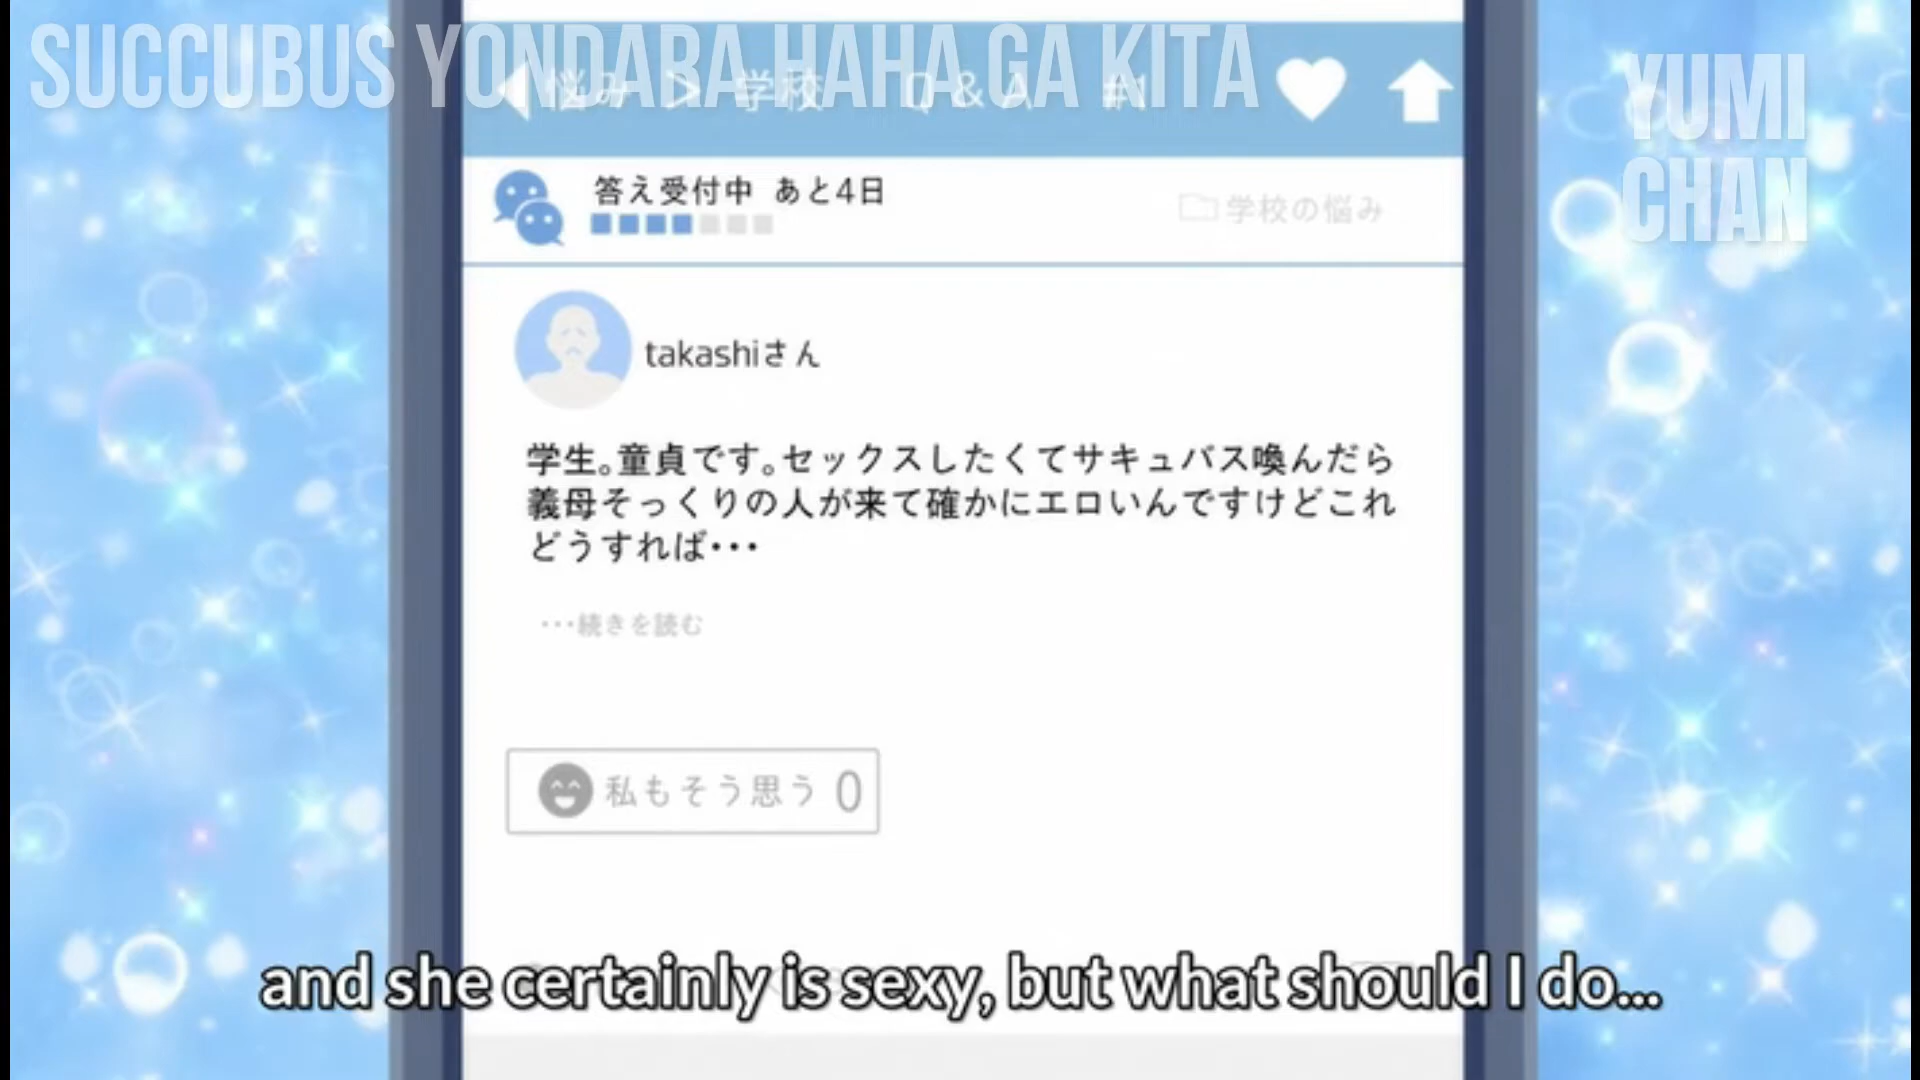 SUCCUBUS YONDARA HAHA GA KITA
YUMI
CHAN
悩み > 学校 Q & A #1
答え受付中 あと4日
学校の悩み
takashiさん
学生。童貞です。セックスしたくてサキュバス喚んだら
義母そっくりの人が来て確かにエロいんですけどこれ
どうすれば・・・
・・・続きを読む
私もそう思う 0
and she certainly is sexy, but what should I do...